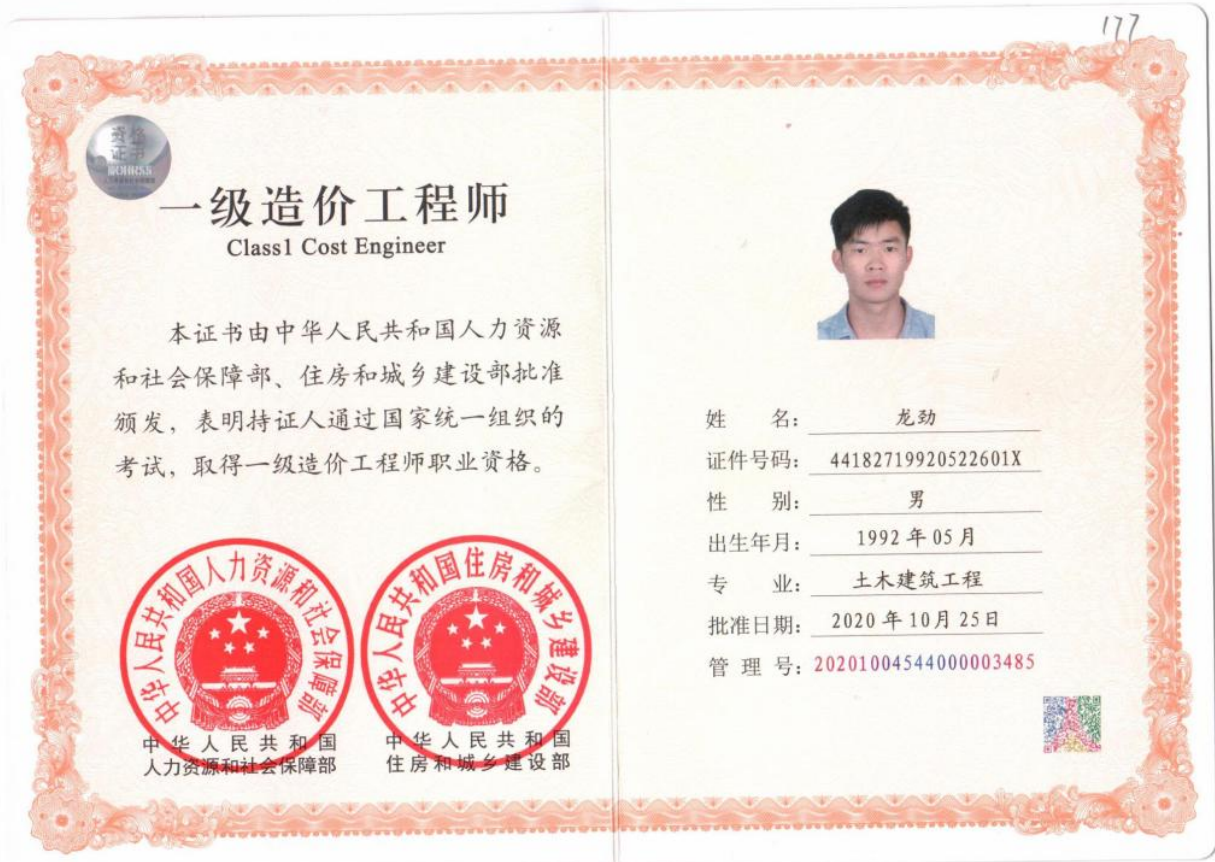 177
资格
证书
MOHRSS
一级造价工程师
Class1 Cost Engineer
本证书由中华人民共和国人力资源
和社会保障部、住房和城乡建设部批准
颁发，表明持证人通过国家统一组织的
考试，取得一级造价工程师职业资格。
中华人民共和国人力资源和社会保障部
中华人民共和国住房和城乡建设部
中华人民共和国
人力资源和社会保障部
中华人民共和国
住房和城乡建设部
姓名：龙劲
证件号码：44182719920522601X
性别：男
出生年月：1992年05月
专业：土木建筑工程
批准日期：2020年10月25日
管理号：20201004544000003485